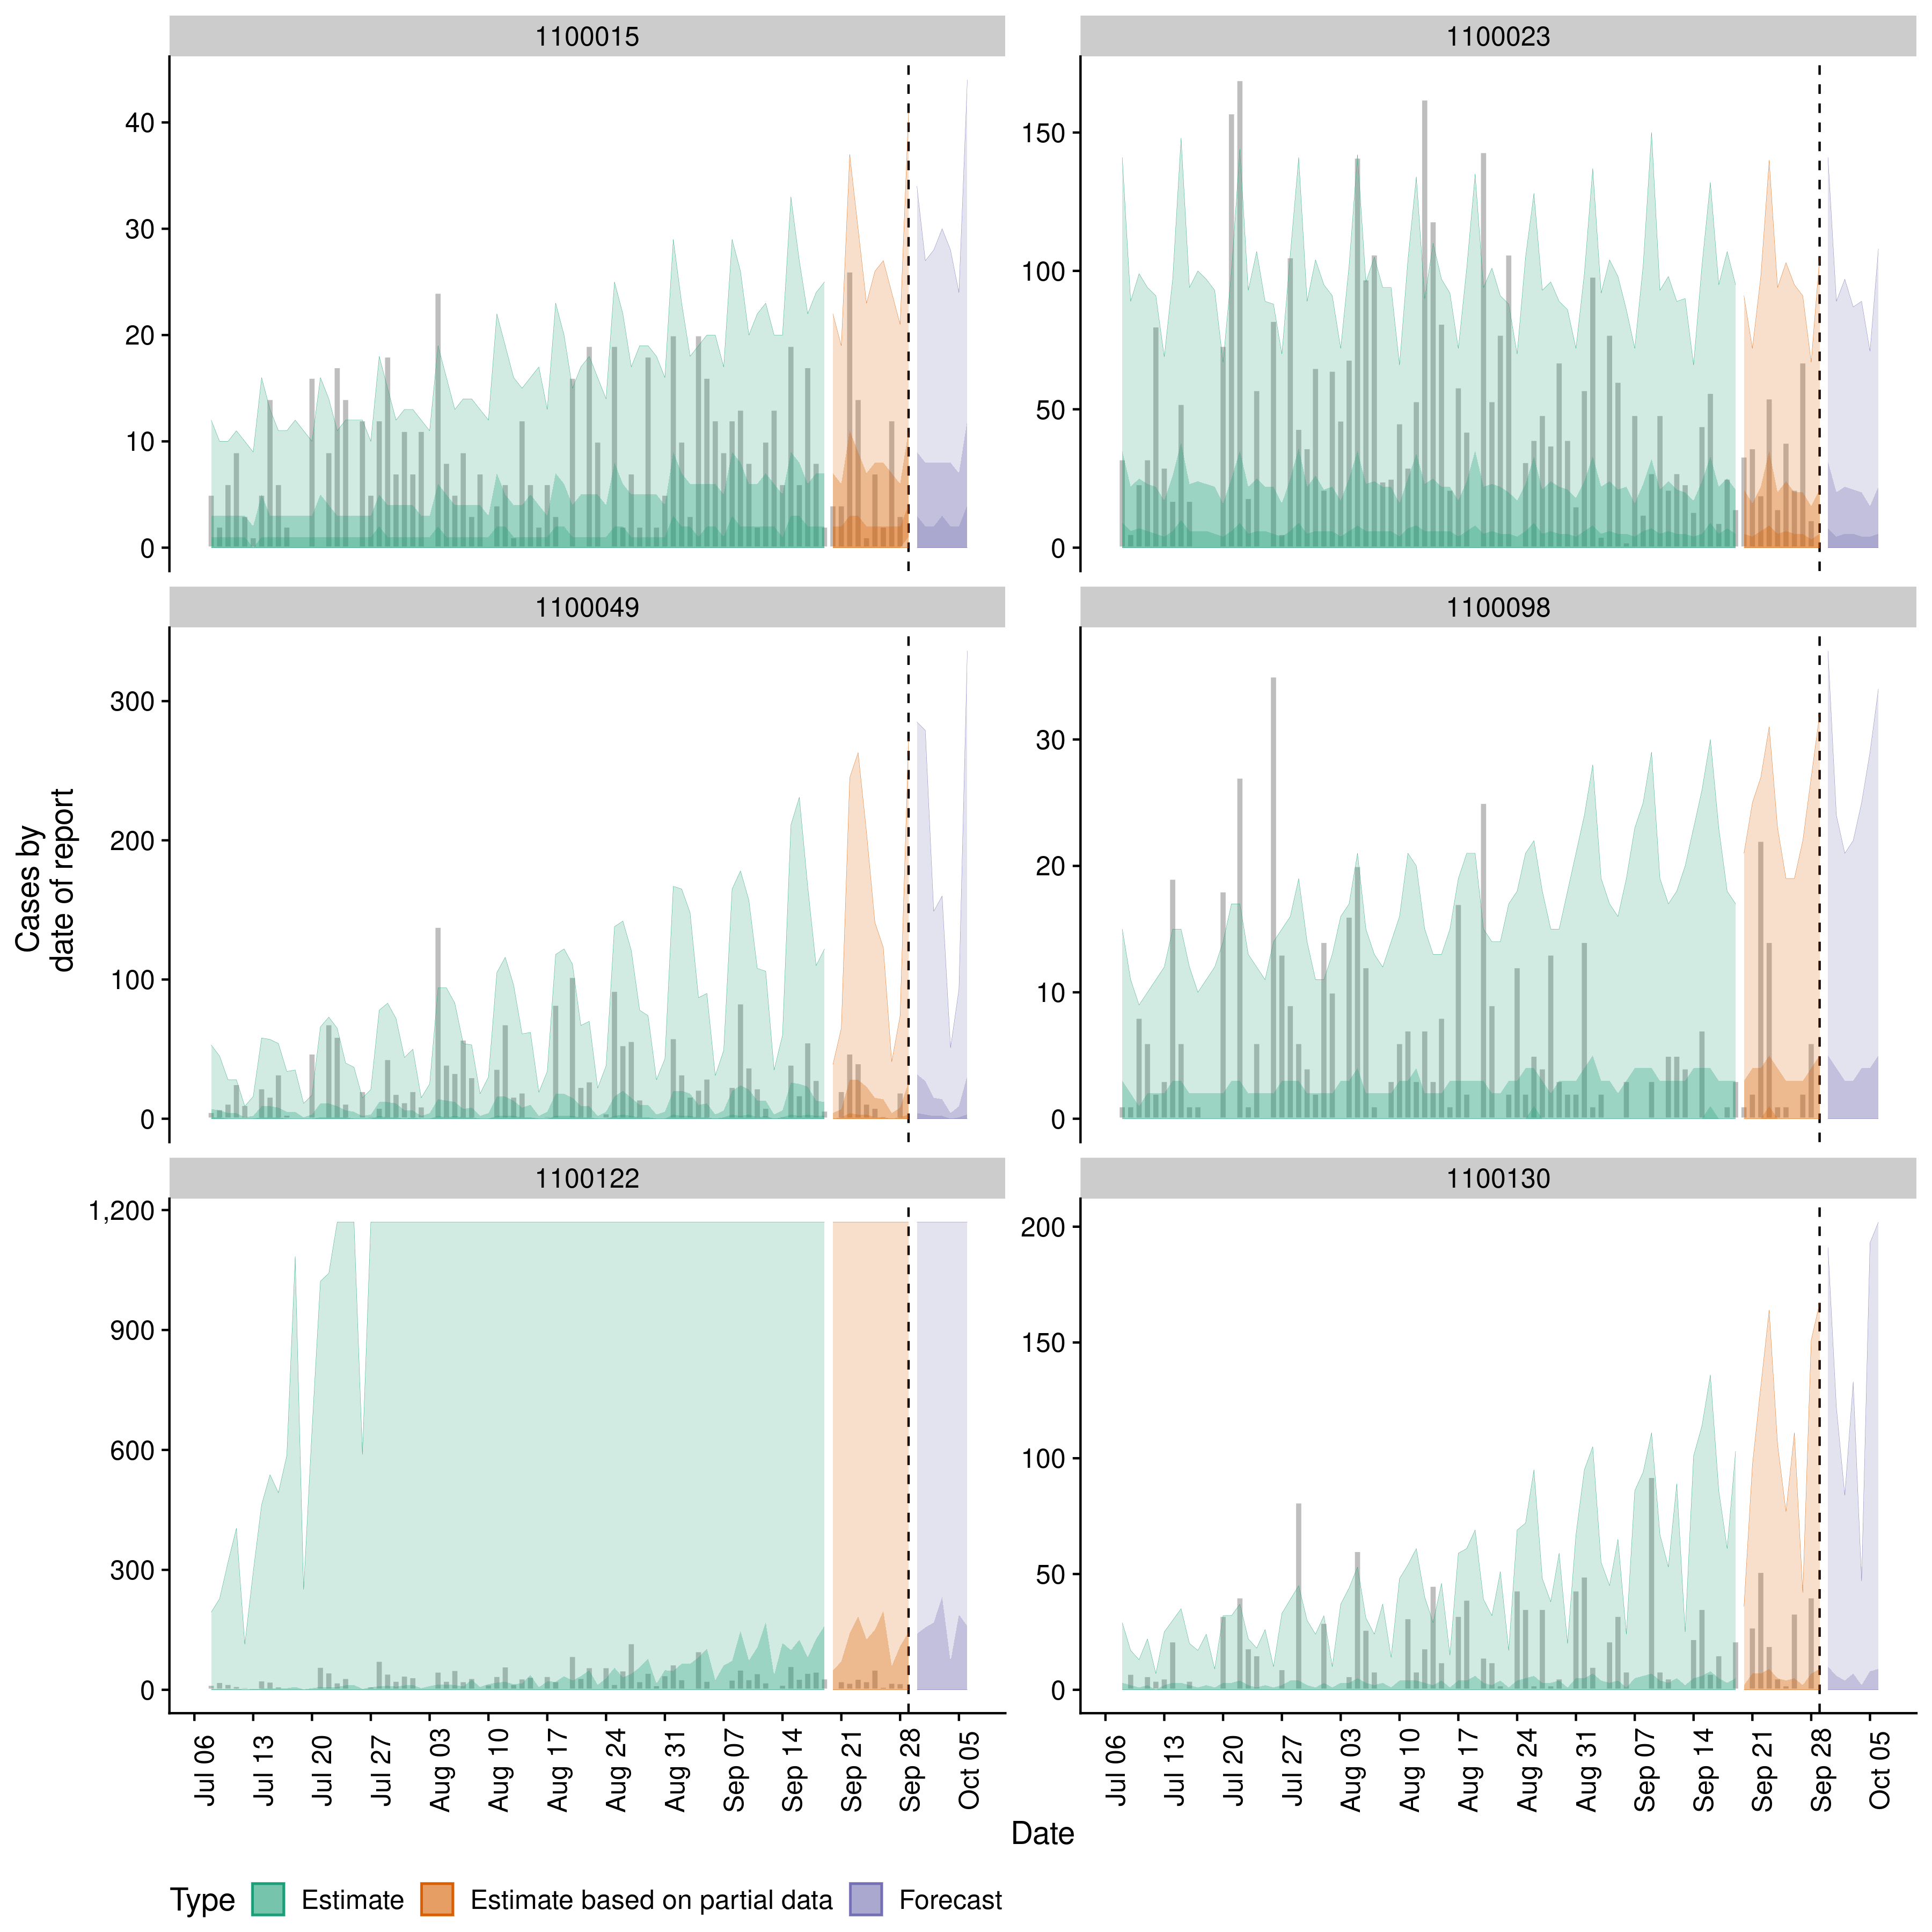 1100015
1100023
40
30
20
10
0
150
100
50
0
1100049
1100098
300
200
100
0
30
20
10
0
Cases by
date of report
1100122
1100130
1,200
900
600
300
0
200
150
100
50
0
Jul 06
Jul 13
Jul 20
Jul 27
Aug 03
Aug 10
Aug 17
Aug 24
Aug 31
Sep 07
Sep 14
Sep 21
Sep 28
Oct 05
Jul 06
Jul 13
Jul 20
Jul 27
Aug 03
Aug 10
Aug 17
Aug 24
Aug 31
Sep 07
Sep 14
Sep 21
Sep 28
Oct 05
Date
Type Estimate Estimate based on partial data Forecast